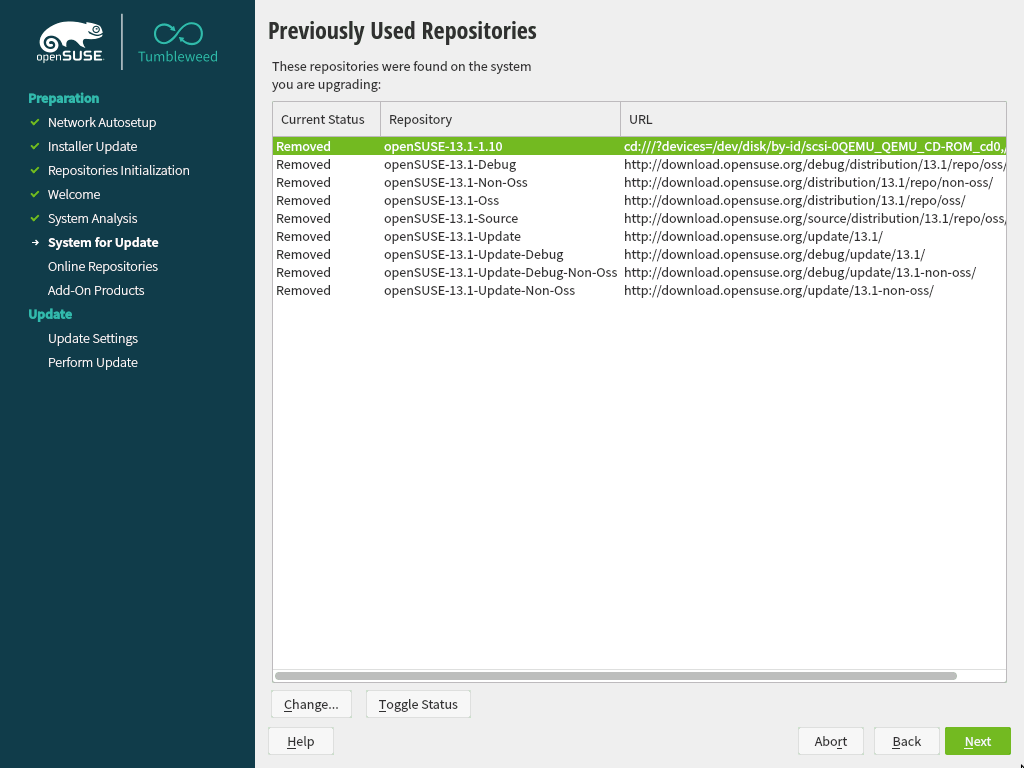 openSUSE
Tumbleweed
Preparation
Network Autosetup
Installer Update
Repositories Initialization
Welcome
System Analysis
System for Update
Online Repositories
Add-On Products
Update
Update Settings
Perform Update
Previously Used Repositories
These repositories were found on the system
you are upgrading:
Current Status Repository URL
Removed openSUSE-13.1-1.10 cd:///?devices=/dev/disk/by-id/scsi-0QEMU_QEMU_CD-ROM_cd0,/
Removed openSUSE-13.1-Debug http://download.opensuse.org/debug/distribution/13.1/repo/oss/
Removed openSUSE-13.1-Non-Oss http://download.opensuse.org/distribution/13.1/repo/non-oss/
Removed openSUSE-13.1-Oss http://download.opensuse.org/distribution/13.1/repo/oss/
Removed openSUSE-13.1-Source http://download.opensuse.org/source/distribution/13.1/repo/oss/
Removed openSUSE-13.1-Update http://download.opensuse.org/update/13.1/
Removed openSUSE-13.1-Update-Debug http://download.opensuse.org/debug/update/13.1/
Removed openSUSE-13.1-Update-Debug-Non-Oss http://download.opensuse.org/debug/update/13.1-non-oss/
Removed openSUSE-13.1-Update-Non-Oss http://download.opensuse.org/update/13.1-non-oss/
Change... Toggle Status
Help Abort Back Next